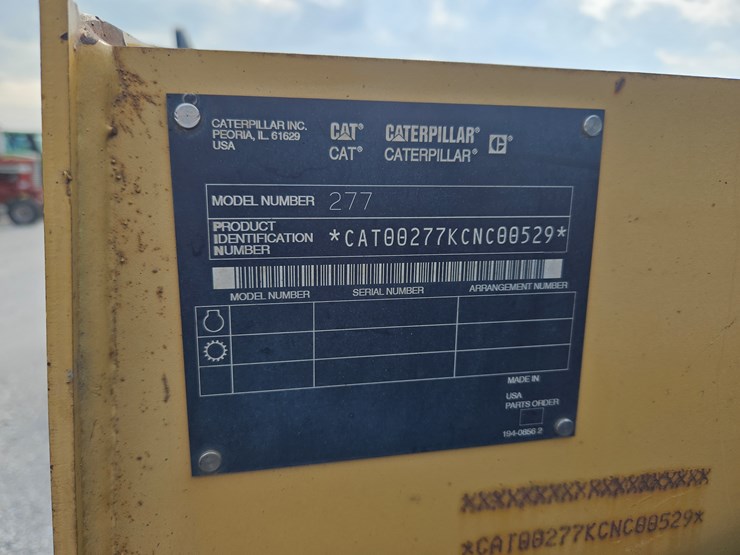 CATERPILLAR INC.
PEORIA, IL. 61629
USA
CAT® CATERPILLAR® C®
CAT® CATERPILLAR®
MODEL NUMBER 277
PRODUCT
IDENTIFICATION
NUMBER
*CAT00277KCNC00529*
MODEL NUMBER SERIAL NUMBER ARRANGEMENT NUMBER
MADE IN
USA
PARTS ORDER
194-0856 2
*CAT00277KCNC00529*